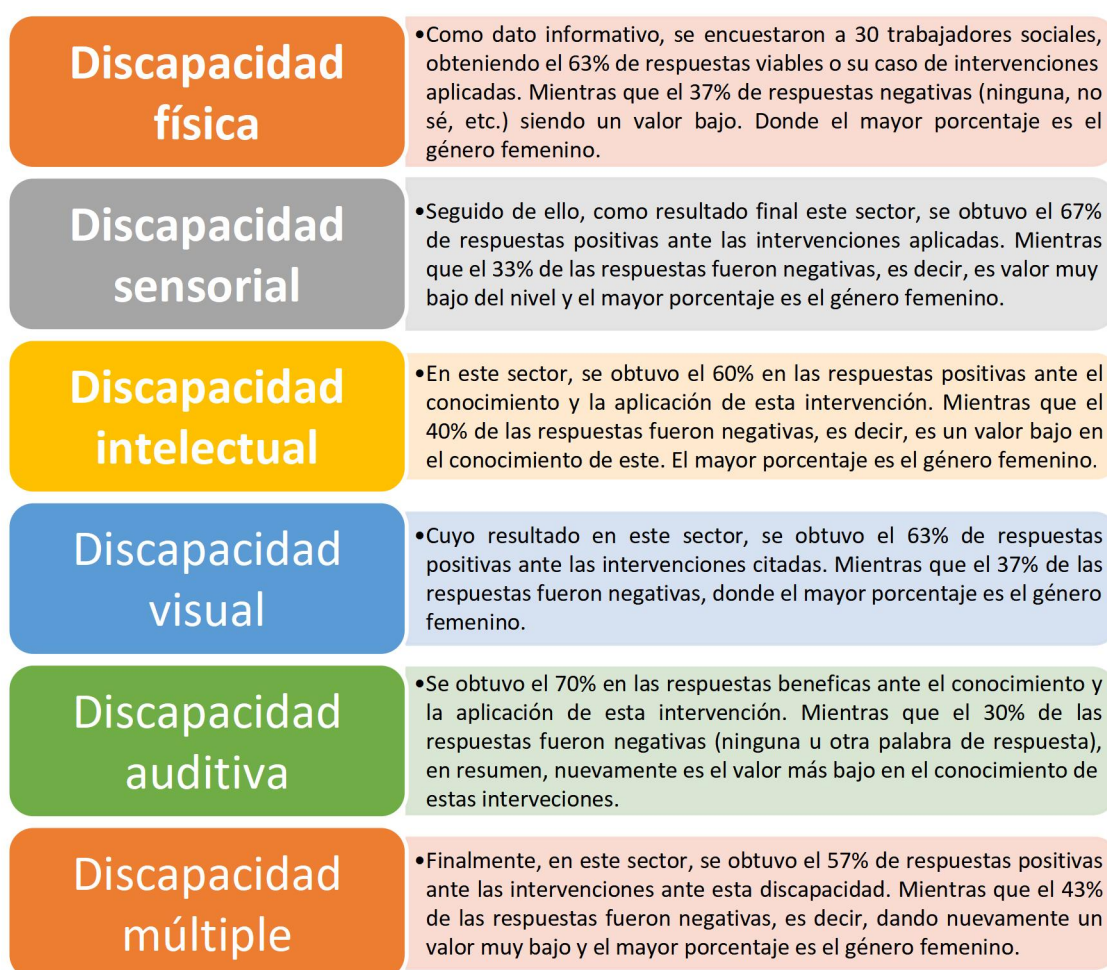 Discapacidad
física
•Como dato informativo, se encuestaron a 30 trabajadores sociales,
obteniendo el 63% de respuestas viables o su caso de intervenciones
aplicadas. Mientras que el 37% de respuestas negativas (ninguna, no
sé, etc.) siendo un valor bajo. Donde el mayor porcentaje es el
género femenino.
Discapacidad
sensorial
•Seguido de ello, como resultado final este sector, se obtuvo el 67%
de respuestas positivas ante las intervenciones aplicadas. Mientras
que el 33% de las respuestas fueron negativas, es decir, es valor muy
bajo del nivel y el mayor porcentaje es el género femenino.
Discapacidad
intelectual
•En este sector, se obtuvo el 60% en las respuestas positivas ante el
conocimiento y la aplicación de esta intervención. Mientras que el
40% de las respuestas fueron negativas, es decir, es un valor bajo en
el conocimiento de este. El mayor porcentaje es el género femenino.
Discapacidad
visual
•Cuyo resultado en este sector, se obtuvo el 63% de respuestas
positivas ante las intervenciones citadas. Mientras que el 37% de las
respuestas fueron negativas, donde el mayor porcentaje es el género
femenino.
Discapacidad
auditiva
•Se obtuvo el 70% en las respuestas beneficas ante el conocimiento y
la aplicación de esta intervención. Mientras que el 30% de las
respuestas fueron negativas (ninguna u otra palabra de respuesta),
en resumen, nuevamente es el valor más bajo en el conocimiento de
estas interveciones.
Discapacidad
múltiple
•Finalmente, en este sector, se obtuvo el 57% de respuestas positivas
ante las intervenciones ante esta discapacidad. Mientras que el 43%
de las respuestas fueron negativas, es decir, dando nuevamente un
valor muy bajo y el mayor porcentaje es el género femenino.